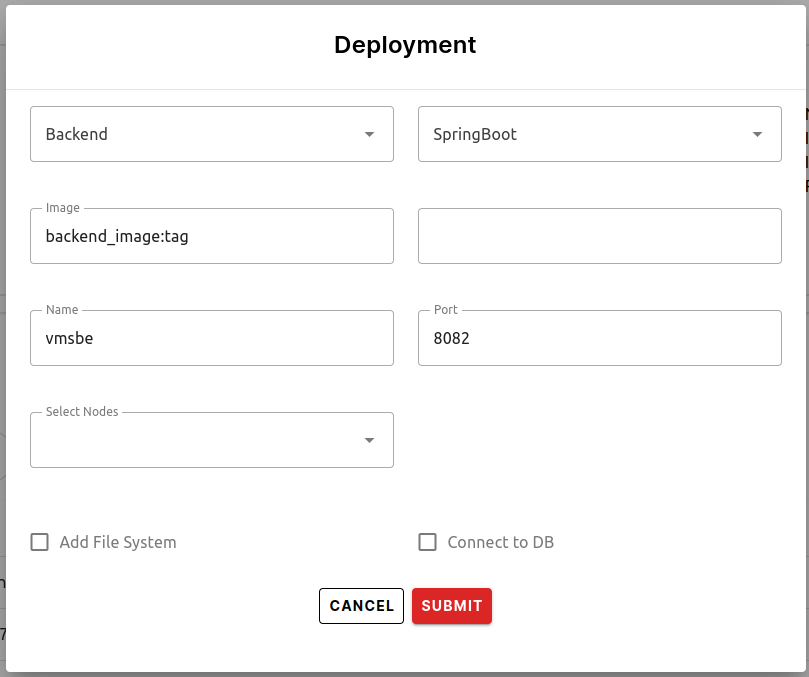 Deployment
Backend
SpringBoot
Image
backend_image:tag
Name
vmsbe
Port
8082
Select Nodes
Add File System
Connect to DB
CANCEL
SUBMIT